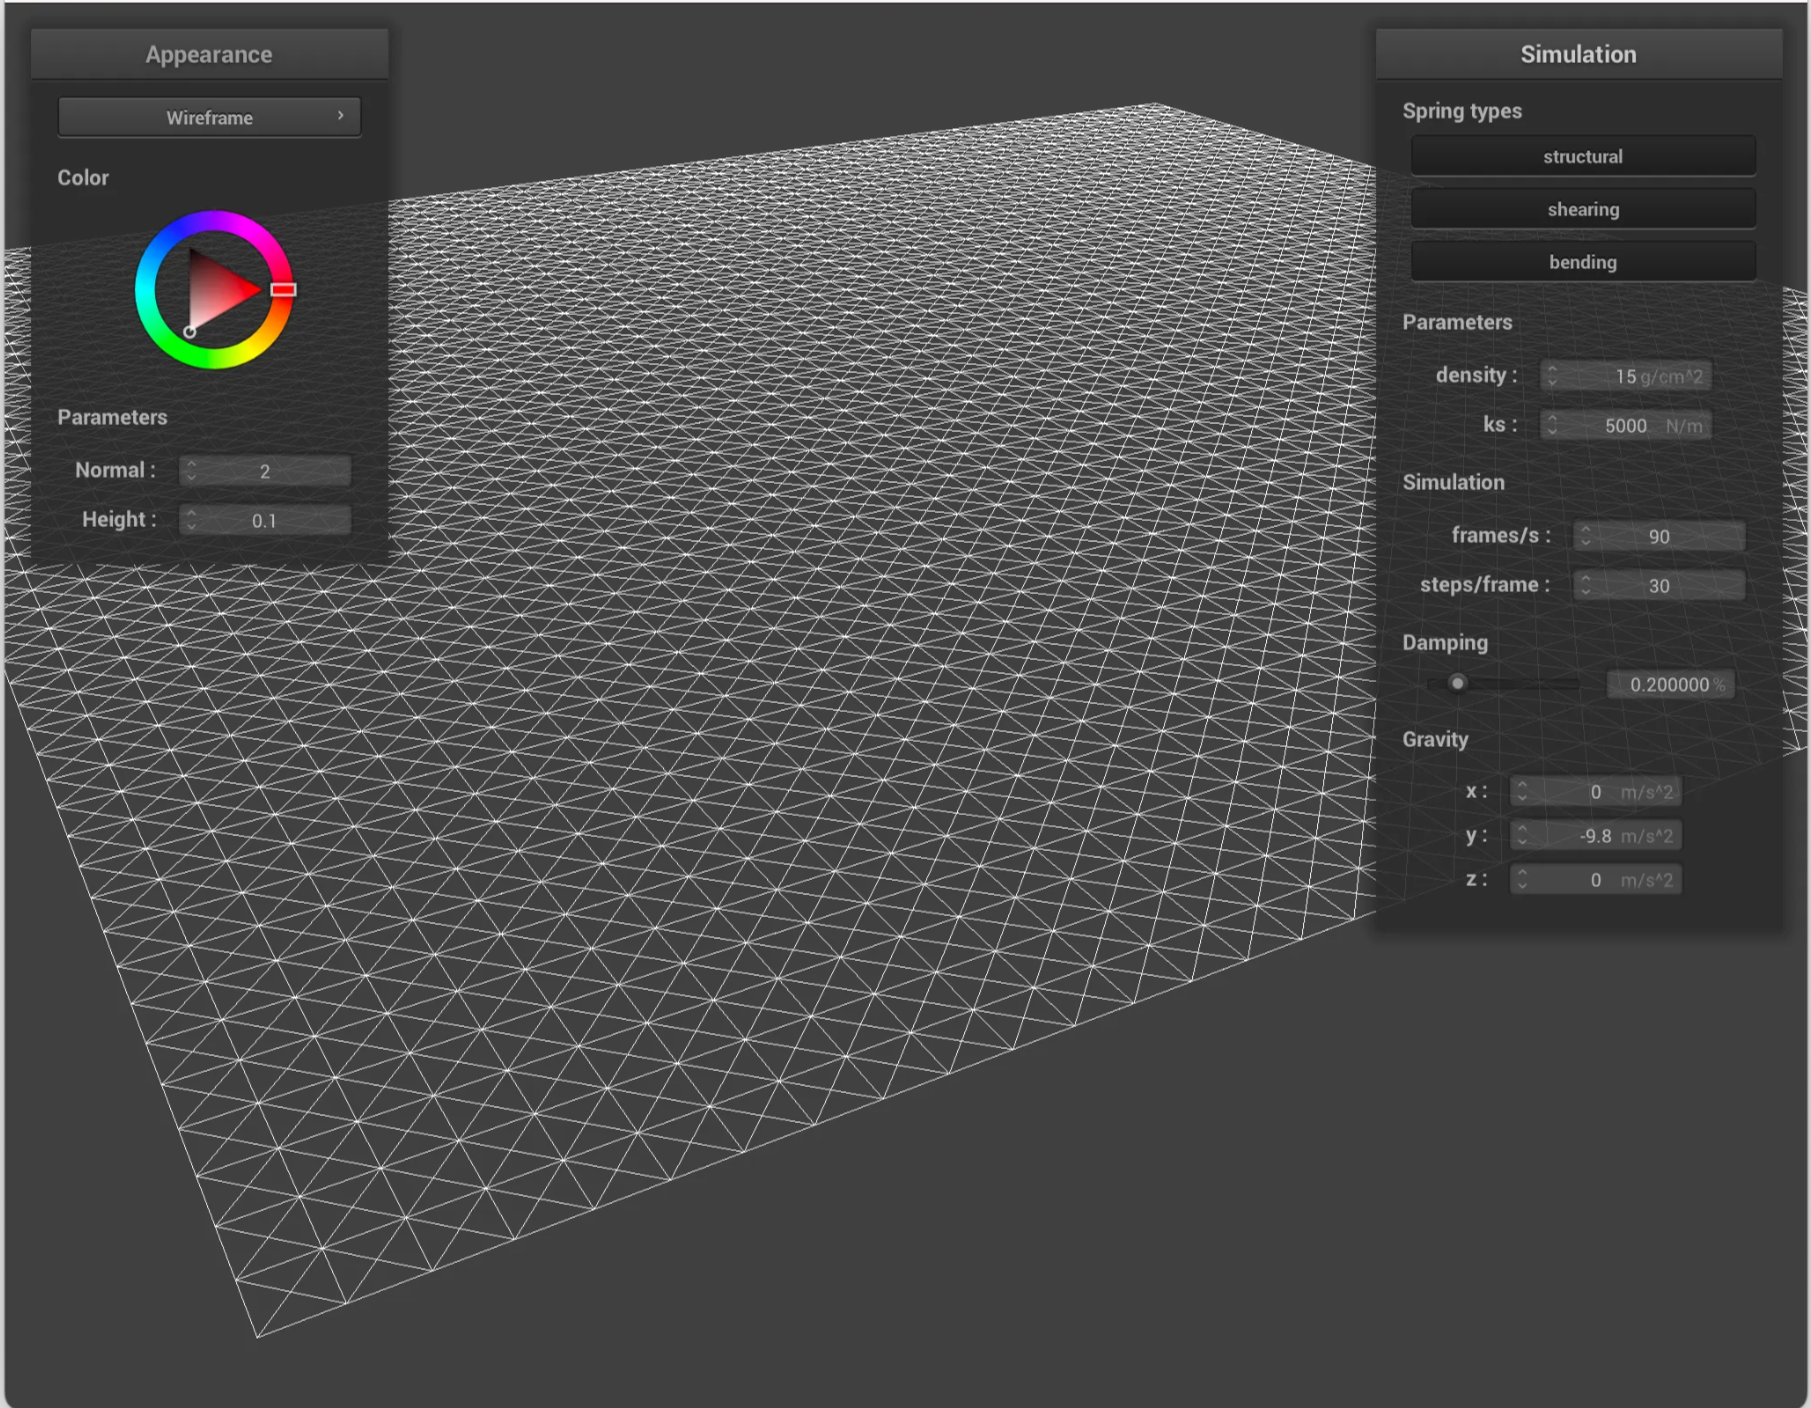 Appearance
Wireframe
Color
Parameters
Normal : 2
Height : 0.1
Simulation
Spring types
structural
shearing
bending
Parameters
density : 15 g/cm^2
ks : 5000 N/m
Simulation
frames/s : 90
steps/frame : 30
Damping
0.200000 %
Gravity
x : 0 m/s^2
y : -9.8 m/s^2
z : 0 m/s^2